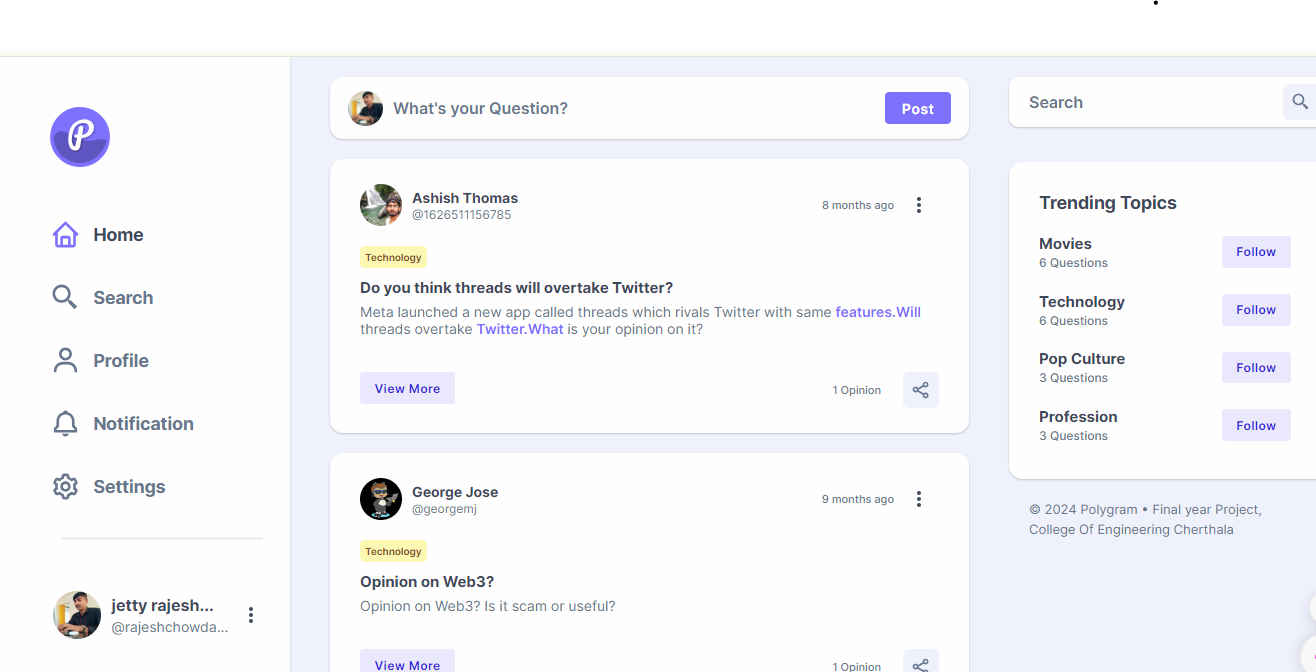 What's your Question?
Post
Search
P
Home
Search
Profile
Notification
Settings
jetty rajesh...
@rajeshchowda...
Ashish Thomas
@1626511156785
8 months ago
Technology
Do you think threads will overtake Twitter?
Meta launched a new app called threads which rivals Twitter with same features.Will
threads overtake Twitter.What is your opinion on it?
View More
1 Opinion
George Jose
@georgemj
9 months ago
Technology
Opinion on Web3?
Opinion on Web3? Is it scam or useful?
View More
1 Opinion
Trending Topics
Movies
6 Questions
Follow
Technology
6 Questions
Follow
Pop Culture
3 Questions
Follow
Profession
3 Questions
Follow
© 2024 Polygram • Final year Project,
College Of Engineering Cherthala